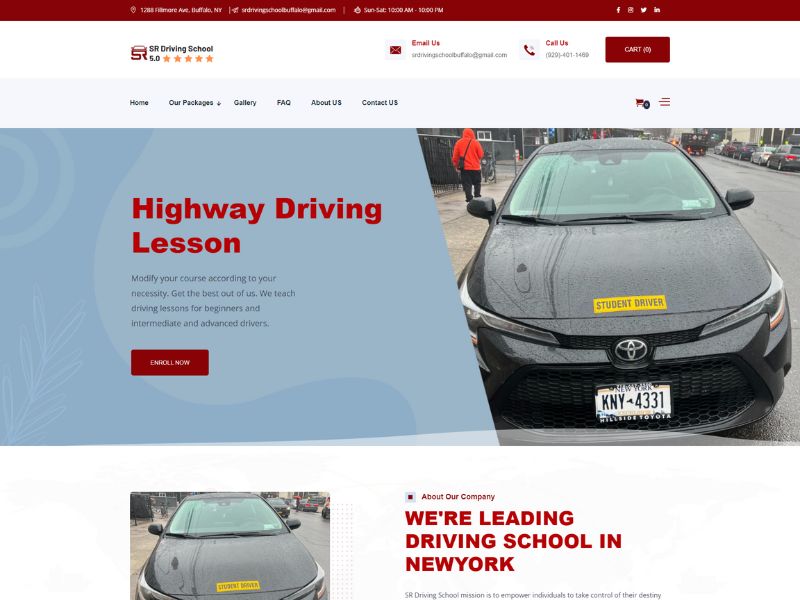 1288 Fillmore Ave, Buffalo, NY | srdrivingschoolbuffalo@gmail.com | Sun-Sat: 10:00 AM - 10:00 PM
SR Driving School
SR 5.0
Email Us
srdrivingschoolbuffalo@gmail.com
Call Us
(929)-401-1469
CART (0)
Home Our Packages Gallery FAQ About US Contact US
0
Highway Driving
Lesson
Modify your course according to your
necessity. Get the best out of us. We teach
driving lessons for beginners and
intermediate and advanced drivers.
ENROLL NOW
STUDENT DRIVER
NEW YORK
KNY 4331
HILLSIDE TOYOTA
About Our Company
WE'RE LEADING
DRIVING SCHOOL IN
NEWYORK
SR Driving School mission is to empower individuals to take control of their destiny
STUDENT DRIVER